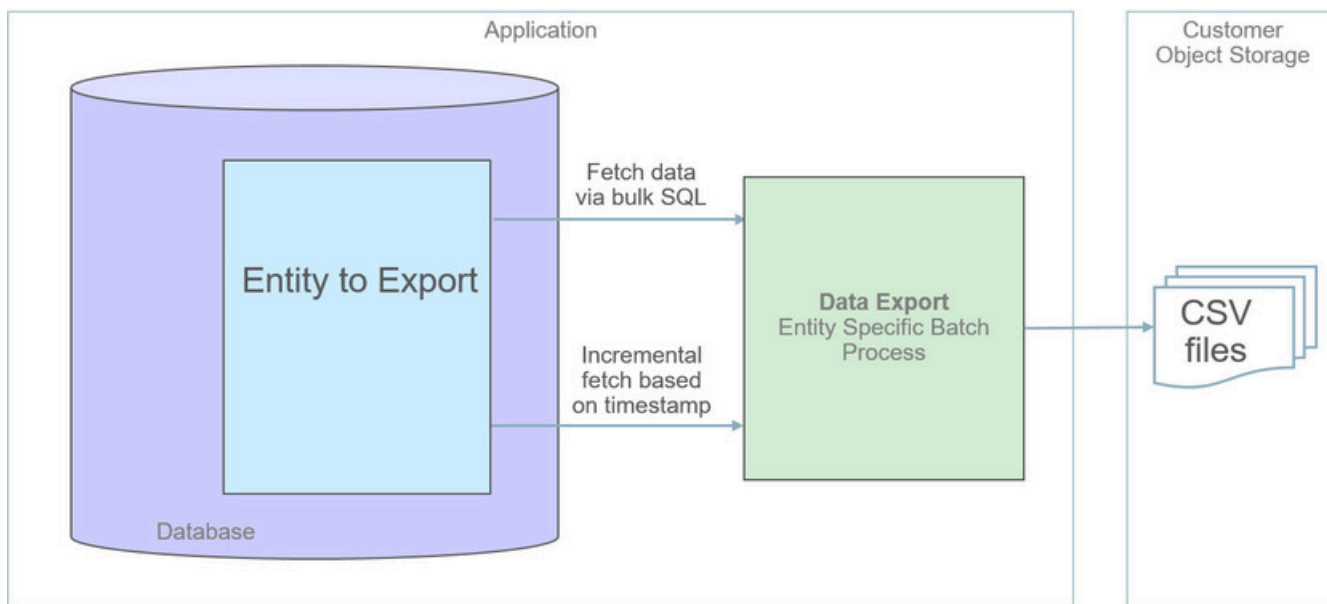 Application
Customer
Object Storage
Fetch data
via bulk SQL
Entity to Export
Data Export
Entity Specific Batch
Process
CSV
files
Incremental
fetch based
on timestamp
Database